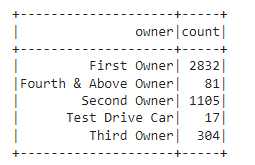 +--------------------+-----+
|               owner|count|
+--------------------+-----+
|         First Owner| 2832|
|Fourth & Above Owner|   81|
|        Second Owner| 1105|
|      Test Drive Car|   17|
|         Third Owner|  304|
+--------------------+-----+